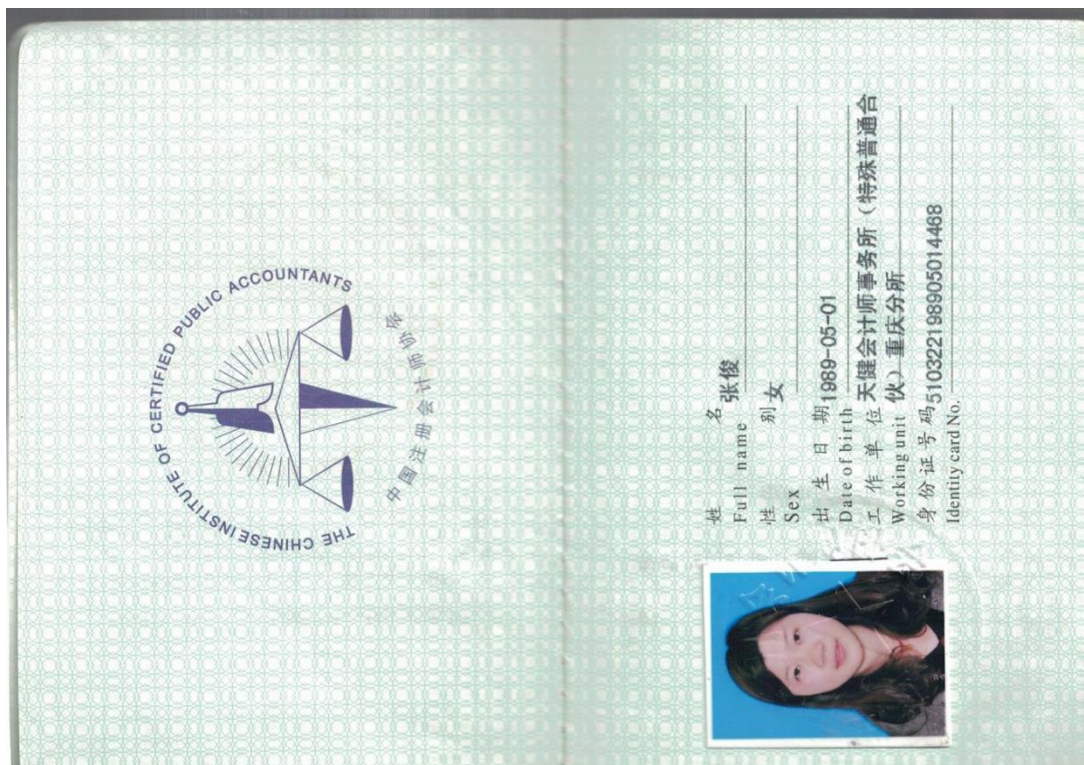 THE CHINESE INSTITUTE OF CERTIFIED PUBLIC ACCOUNTANTS
中国注册会计师协会
姓 名 张俊
Full name
性 别 女
Sex
出生日期 1989-05-01
Date of birth
工作单位 天健会计师事务所（特殊普通合
Working unit 伙）重庆分所
身份证号码 510322198905014468
Identity card No.